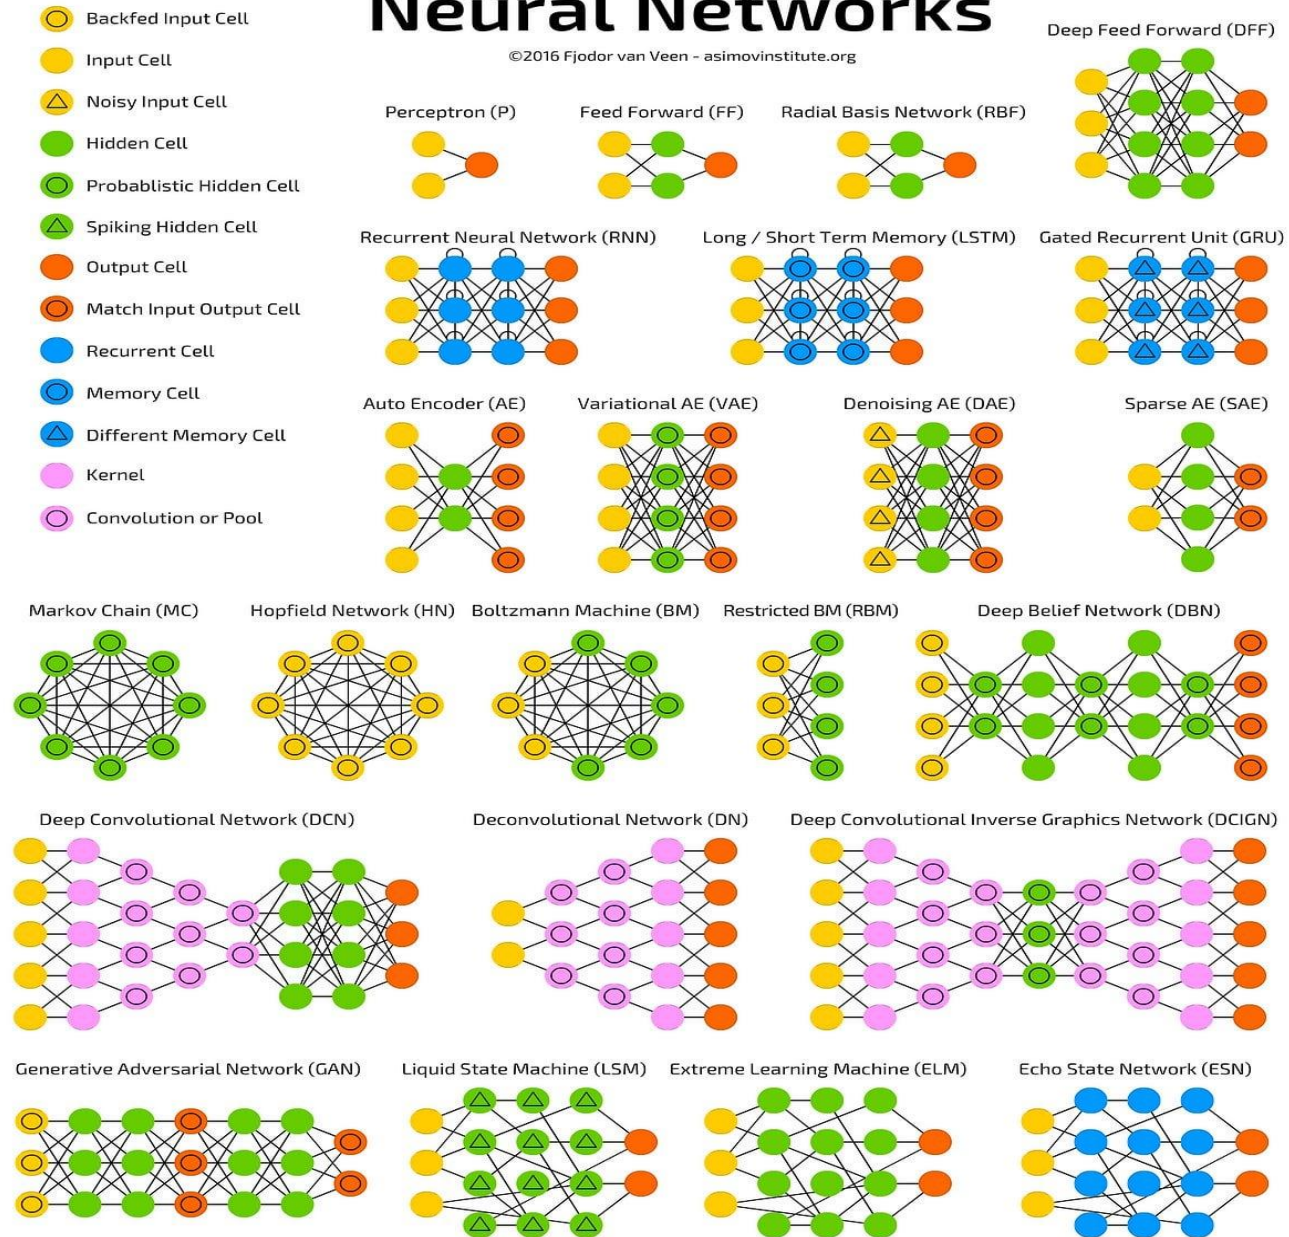 Neural Networks
©2016 Fjodor van Veen - asimovinstitute.org
Backfed Input Cell
Input Cell
Noisy Input Cell
Hidden Cell
Probablistic Hidden Cell
Spiking Hidden Cell
Output Cell
Match Input Output Cell
Recurrent Cell
Memory Cell
Different Memory Cell
Kernel
Convolution or Pool
Deep Feed Forward (DFF)
Perceptron (P)
Feed Forward (FF)
Radial Basis Network (RBF)
Recurrent Neural Network (RNN)
Long / Short Term Memory (LSTM)
Gated Recurrent Unit (GRU)
Auto Encoder (AE)
Variational AE (VAE)
Denoising AE (DAE)
Sparse AE (SAE)
Markov Chain (MC)
Hopfield Network (HN)
Boltzmann Machine (BM)
Restricted BM (RBM)
Deep Belief Network (DBN)
Deep Convolutional Network (DCN)
Deconvolutional Network (DN)
Deep Convolutional Inverse Graphics Network (DCIGN)
Generative Adversarial Network (GAN)
Liquid State Machine (LSM)
Extreme Learning Machine (ELM)
Echo State Network (ESN)